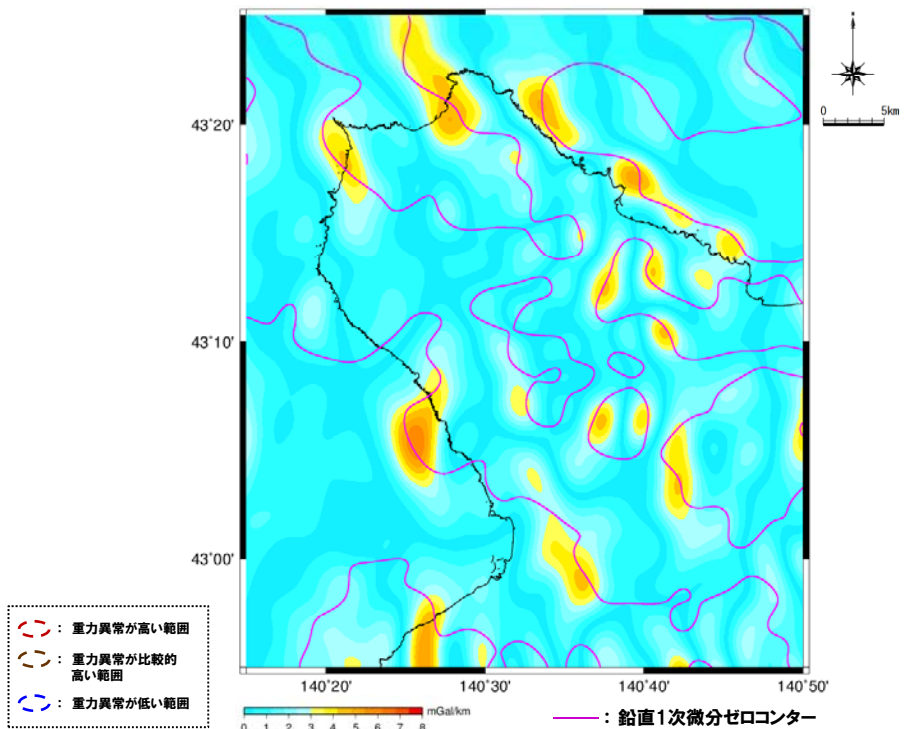 43˚20'
43˚10'
43˚00'
140˚20'
140˚30'
140˚40'
140˚50'
0 5km
: 重力異常が高い範囲
: 重力異常が比較的
高い範囲
: 重力異常が低い範囲
mGal/km
0 1 2 3 4 5 6 7 8
: 鉛直1次微分ゼロコンター